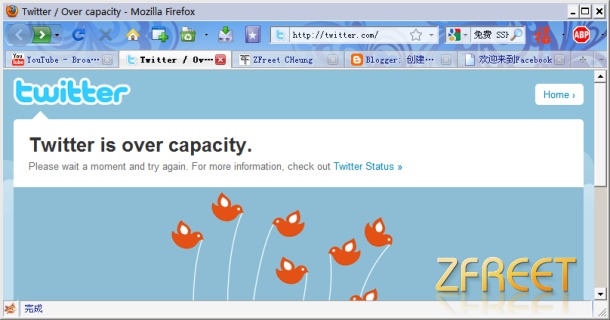 Twitter / Over capacity - Mozilla Firefox
http://twitter.com/
免费 SSH
ABP
YouTube - Broa...
Twitter / Ov...
ZFreet CHeung
Blogger: 创建...
欢迎来到Facebook
twitter
Home ›
Twitter is over capacity.
Please wait a moment and try again. For more information, check out Twitter Status »
ZFREET
完成